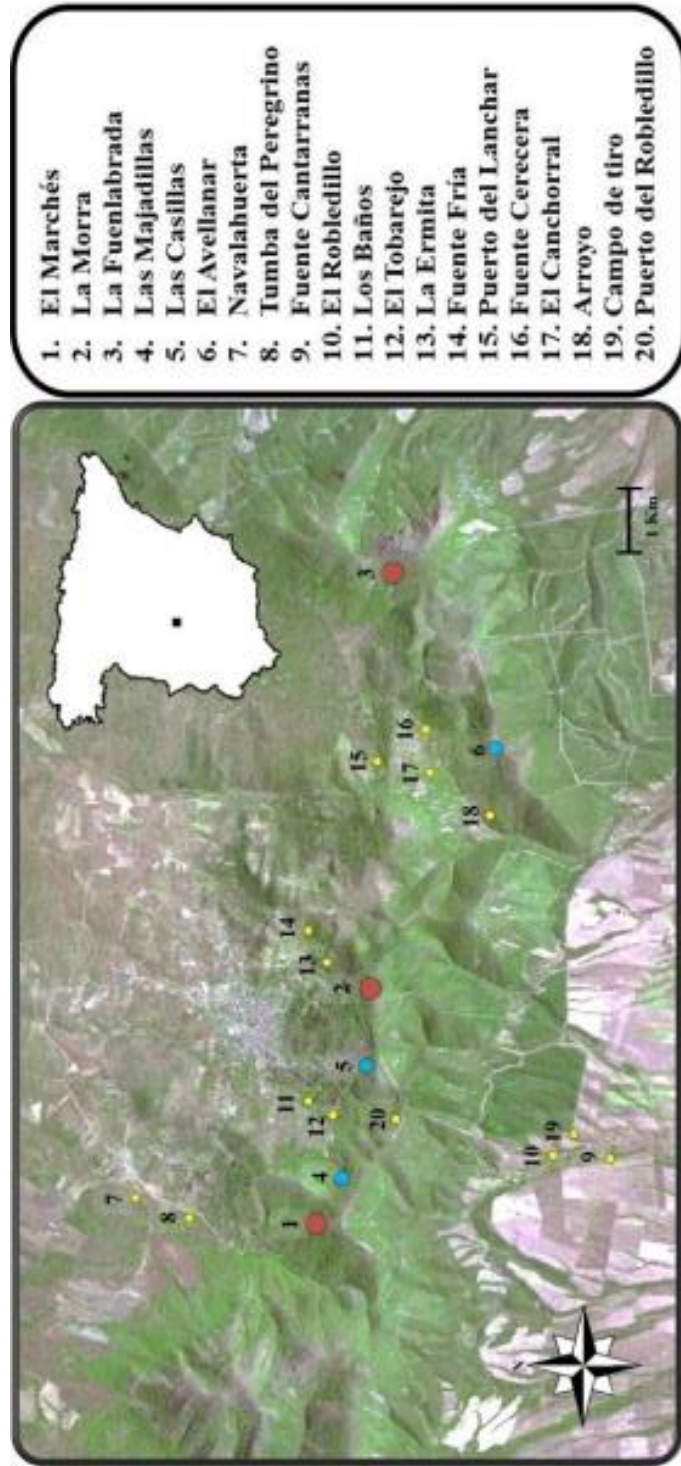 1. El Marchés
2. La Morra
3. La Fuenlabrada
4. Las Majadillas
5. Las Casillas
6. El Avellanar
7. Navalahuerta
8. Tumba del Peregrino
9. Fuente Cantarranas
10. El Robledillo
11. Los Baños
12. El Tobarejo
13. La Ermita
14. Fuente Fría
15. Puerto del Lanchar
16. Fuente Cerecera
17. El Canchorral
18. Arroyo
19. Campo de tiro
20. Puerto del Robledillo
7
8
1
4
11
12
20
5
2
13
14
15
16
17
18
6
3
10
19
9
N
1 Km